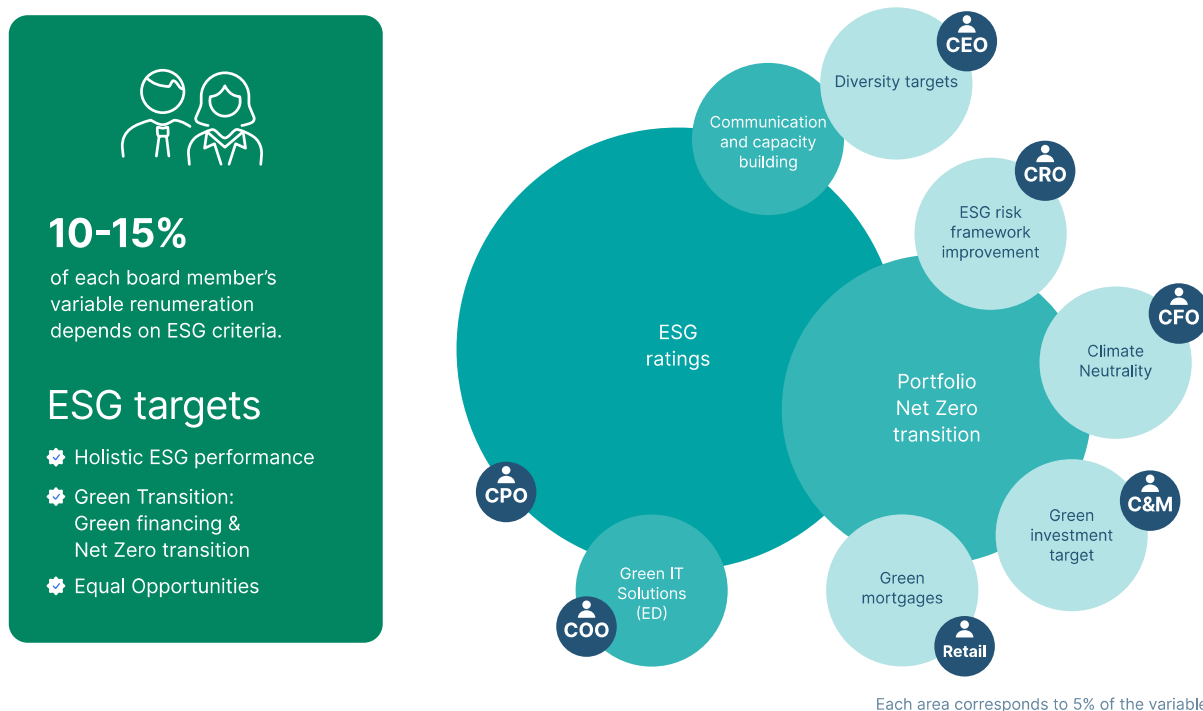 10-15%
of each board member’s
variable renumeration
depends on ESG criteria.
ESG targets
Holistic ESG performance
Green Transition:
Green financing &
Net Zero transition
Equal Opportunities
CEO
Diversity targets
Communication
and capacity
building
CRO
ESG risk
framework
improvement
ESG
ratings
CFO
Climate
Neutrality
Portfolio
Net Zero
transition
CPO
C&M
Green
investment
target
Green IT
Solutions
(ED)
COO
Green
mortgages
Retail
Each area corresponds to 5% of the variable